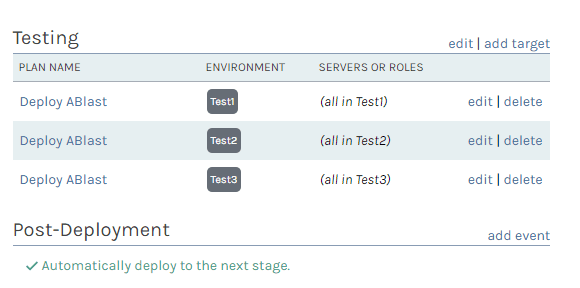 Testing
edit | add target
PLAN NAME ENVIRONMENT SERVERS OR ROLES
Deploy ABlast Test1 (all in Test1) edit | delete
Deploy ABlast Test2 (all in Test2) edit | delete
Deploy ABlast Test3 (all in Test3) edit | delete
Post-Deployment
add event
Automatically deploy to the next stage.